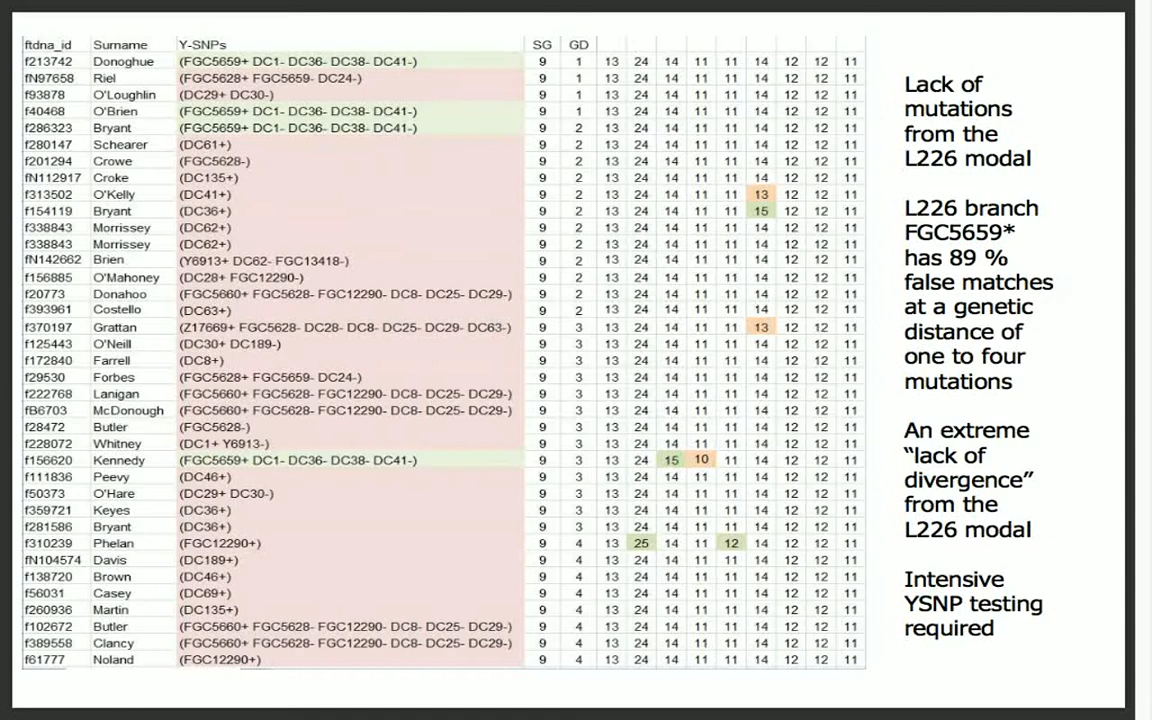 ftdna_id Surname Y-SNPs SG GD
f213742 Donoghue (FGC5659+ DC1- DC36- DC38- DC41-) 9 1 13 24 14 11 11 14 12 12 11
fN97658 Riel (FGC5628+ FGC5659- DC24-) 9 1 13 24 14 11 11 14 12 12 11
f93878 O'Loughlin (DC29+ DC30-) 9 1 13 24 14 11 11 14 12 12 11
f40468 O'Brien (FGC5659+ DC1- DC36- DC38- DC41-) 9 1 13 24 14 11 11 14 12 12 11
f286323 Bryant (FGC5659+ DC1- DC36- DC38- DC41-) 9 2 13 24 14 11 11 14 12 12 11
f280147 Schearer (DC61+) 9 2 13 24 14 11 11 14 12 12 11
f201294 Crowe (FGC5628-) 9 2 13 24 14 11 11 14 12 12 11
fN112917 Croke (DC135+) 9 2 13 24 14 11 11 14 12 12 11
f313502 O'Kelly (DC41+) 9 2 13 24 14 11 11 13 12 12 11
f154119 Bryant (DC36+) 9 2 13 24 14 11 11 15 12 12 11
f338843 Morrissey (DC62+) 9 2 13 24 14 11 11 14 12 12 11
f338843 Morrissey (DC62+) 9 2 13 24 14 11 11 14 12 12 11
fN142662 Brien (Y6913+ DC62- FGC13418-) 9 2 13 24 14 11 11 14 12 12 11
f156885 O'Mahoney (DC28+ FGC12290-) 9 2 13 24 14 11 11 14 12 12 11
f20773 Donahoo (FGC5660+ FGC5628- FGC12290- DC8- DC25- DC29-) 9 2 13 24 14 11 11 14 12 12 11
f393961 Costello (DC63+) 9 2 13 24 14 11 11 14 12 12 11
f370197 Grattan (Z17669+ FGC5628- DC28- DC8- DC25- DC29- DC63-) 9 3 13 24 14 11 11 13 12 12 11
f125443 O'Neill (DC30+ DC189-) 9 3 13 24 14 11 11 14 12 12 11
f172840 Farrell (DC8+) 9 3 13 24 14 11 11 14 12 12 11
f29530 Forbes (FGC5628+ FGC5659- DC24-) 9 3 13 24 14 11 11 14 12 12 11
f222768 Lanigan (FGC5660+ FGC5628- FGC12290- DC8- DC25- DC29-) 9 3 13 24 14 11 11 14 12 12 11
fB6703 McDonough (FGC5660+ FGC5628- FGC12290- DC8- DC25- DC29-) 9 3 13 24 14 11 11 14 12 12 11
f28472 Butler (FGC5628-) 9 3 13 24 14 11 11 14 12 12 11
f228072 Whitney (DC1+ Y6913-) 9 3 13 24 14 11 11 14 12 12 11
f156620 Kennedy (FGC5659+ DC1- DC36- DC38- DC41-) 9 3 13 24 15 10 11 14 12 12 11
f111836 Peevy (DC46+) 9 3 13 24 14 11 11 14 12 12 11
f50373 O'Hare (DC29+ DC30-) 9 3 13 24 14 11 11 14 12 12 11
f359721 Keyes (DC36+) 9 3 13 24 14 11 11 14 12 12 11
f281586 Bryant (DC36+) 9 3 13 24 14 11 11 14 12 12 11
f310239 Phelan (FGC12290+) 9 4 13 25 14 11 12 14 12 12 11
fN104574 Davis (DC189+) 9 4 13 24 14 11 11 14 12 12 11
f138720 Brown (DC46+) 9 4 13 24 14 11 11 14 12 12 11
f56031 Casey (DC69+) 9 4 13 24 14 11 11 14 12 12 11
f260936 Martin (DC135+) 9 4 13 24 14 11 11 14 12 12 11
f102672 Butler (FGC5660+ FGC5628- FGC12290- DC8- DC25- DC29-) 9 4 13 24 14 11 11 14 12 12 11
f389558 Clancy (FGC5660+ FGC5628- FGC12290- DC8- DC25- DC29-) 9 4 13 24 14 11 11 14 12 12 11
f61777 Noland (FGC12290+) 9 4 13 24 14 11 11 14 12 12 11
Lack of
mutations
from the
L226 modal
L226 branch
FGC5659*
has 89 %
false matches
at a genetic
distance of
one to four
mutations
An extreme
“lack of
divergence”
from the
L226 modal
Intensive
YSNP testing
required